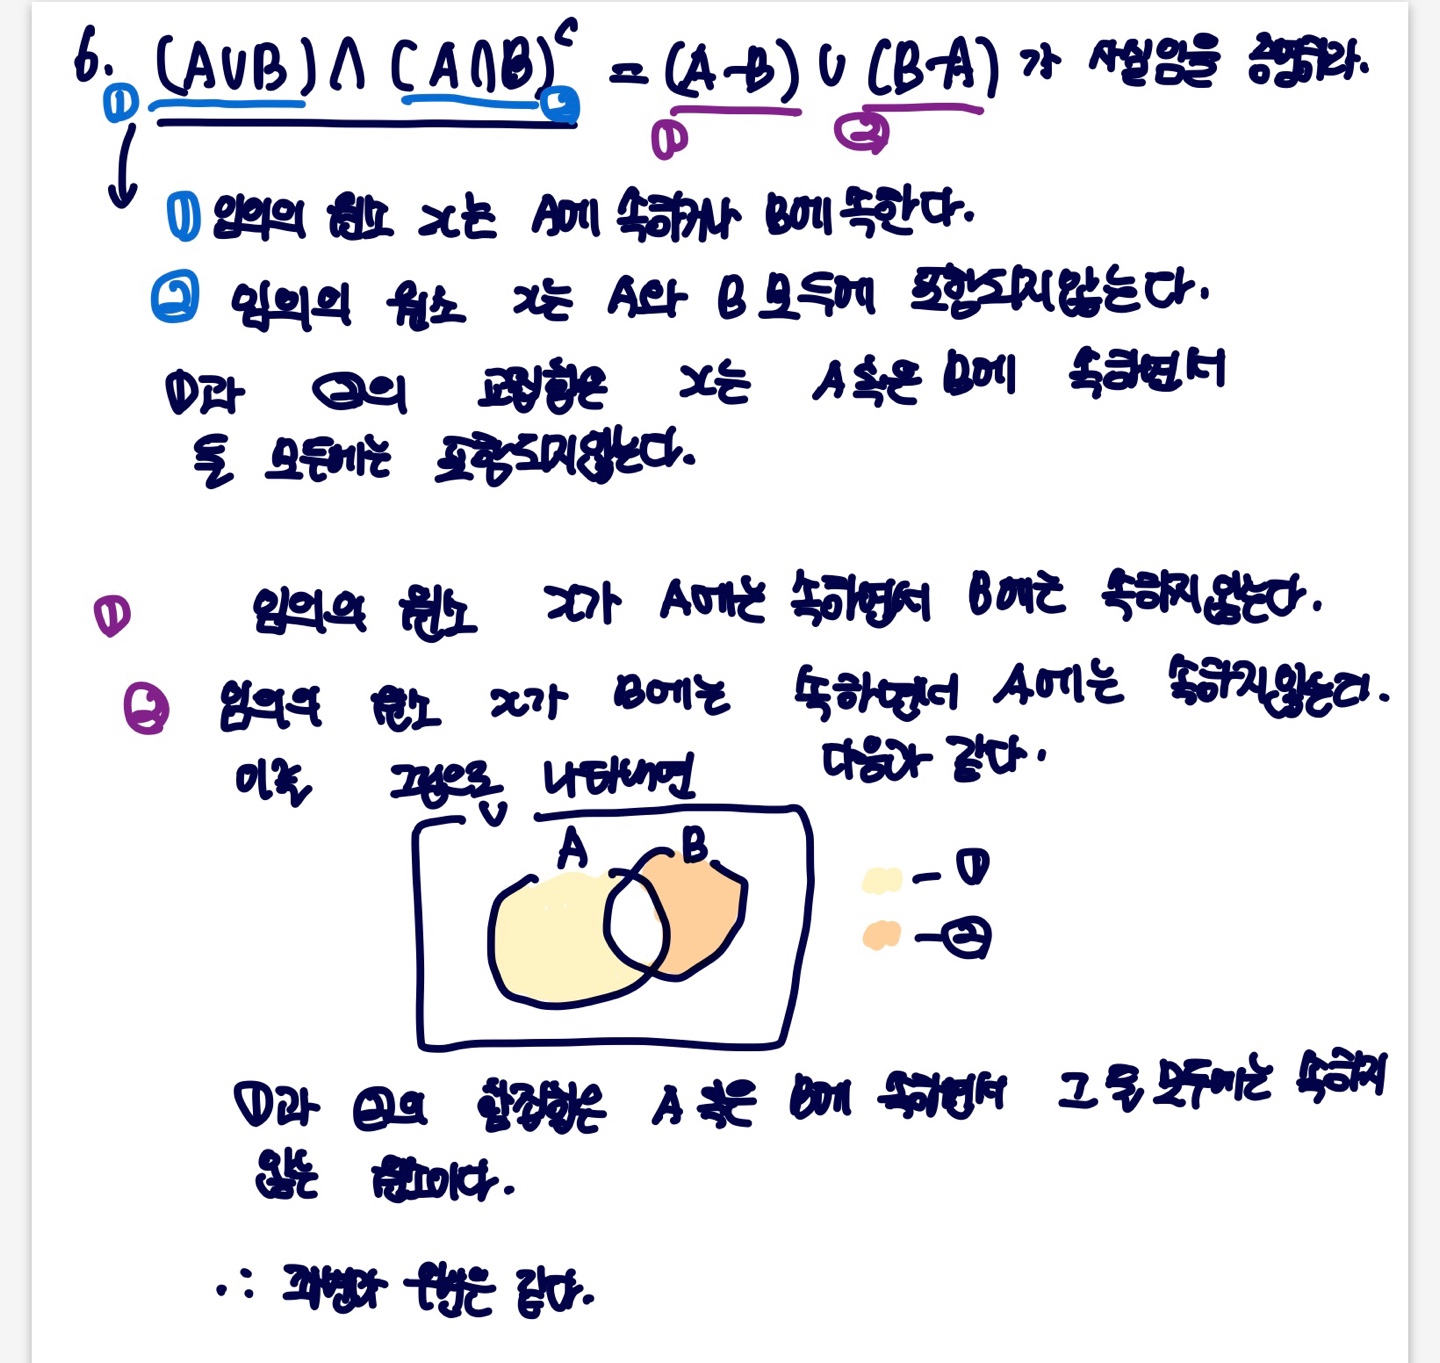 6. (A∪B)∧(A∩B)ᶜ = (A-B)∪(B-A)가 사실임을 증명하라.
① ② ① ②
① 임의의 원소 x는 A에 속하거나 B에 속한다.
② 임의의 원소 x는 A와 B 모두에 포함되지않는다.
①과 ②의 교집합은 x는 A 혹은 B에 속하면서
둘 모두에는 포함되지않는다.
① 임의의 원소 x가 A에는 속하면서 B에는 속하지않는다.
② 임의의 원소 x가 B에는 속하면서 A에는 속하지않는다.
이를 그림으로 나타내면 다음과 같다.
U
A B
- ①
- ②
①과 ②의 합집합은 A 혹은 B에 속하면서 그 둘 모두에는 속하지
않는 원소이다.
∴ 좌변과 우변은 같다.